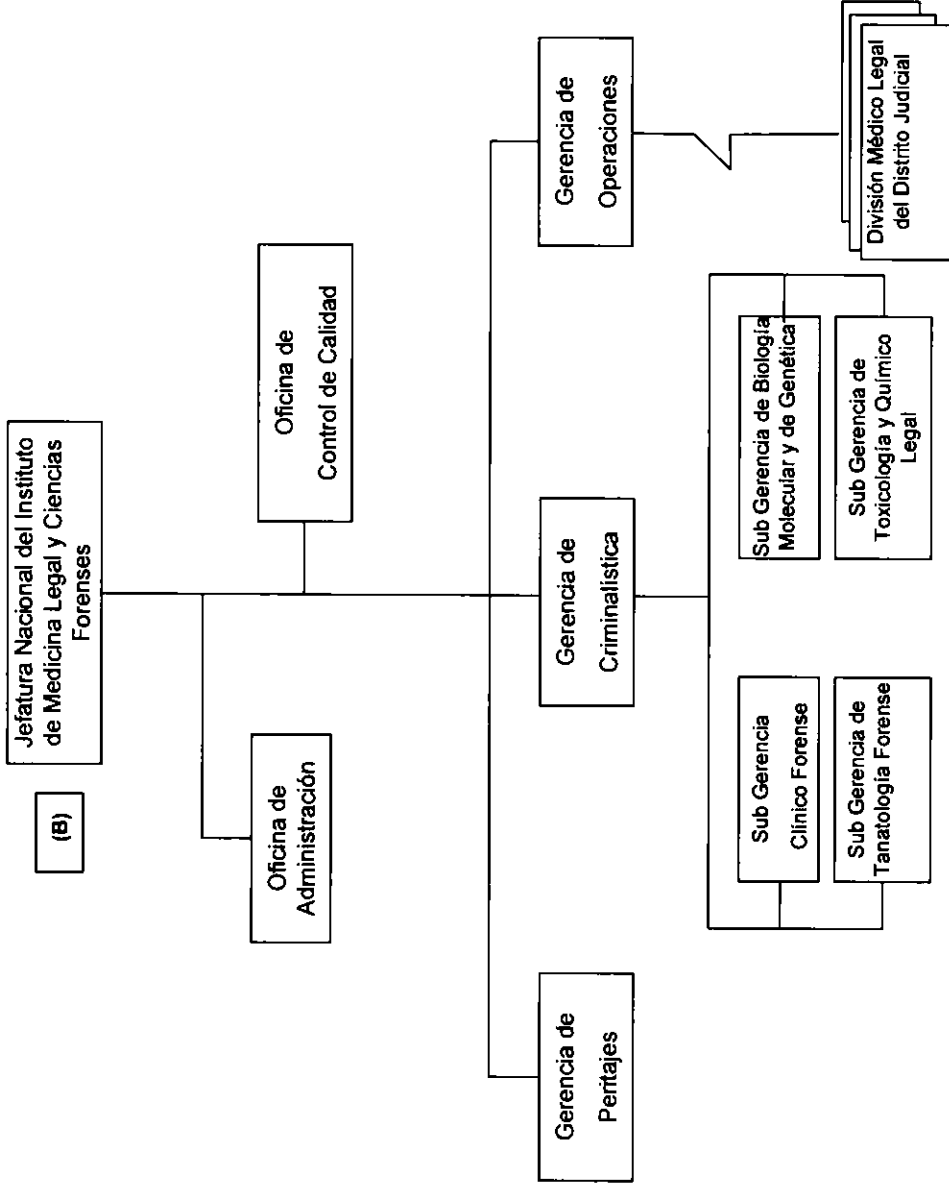 (B)
Jefatura Nacional del Instituto
de Medicina Legal y Ciencias
Forenses
Oficina de
Administración
Oficina de
Control de Calidad
Gerencia de
Peritajes
Gerencia de
Criminalística
Gerencia de
Operaciones
Sub Gerencia
Clínico Forense
Sub Gerencia de
Tanatología Forense
Sub Gerencia de Biología
Molecular y de Genética
Sub Gerencia de
Toxicología y Químico
Legal
División Médico Legal
del Distrito Judicial